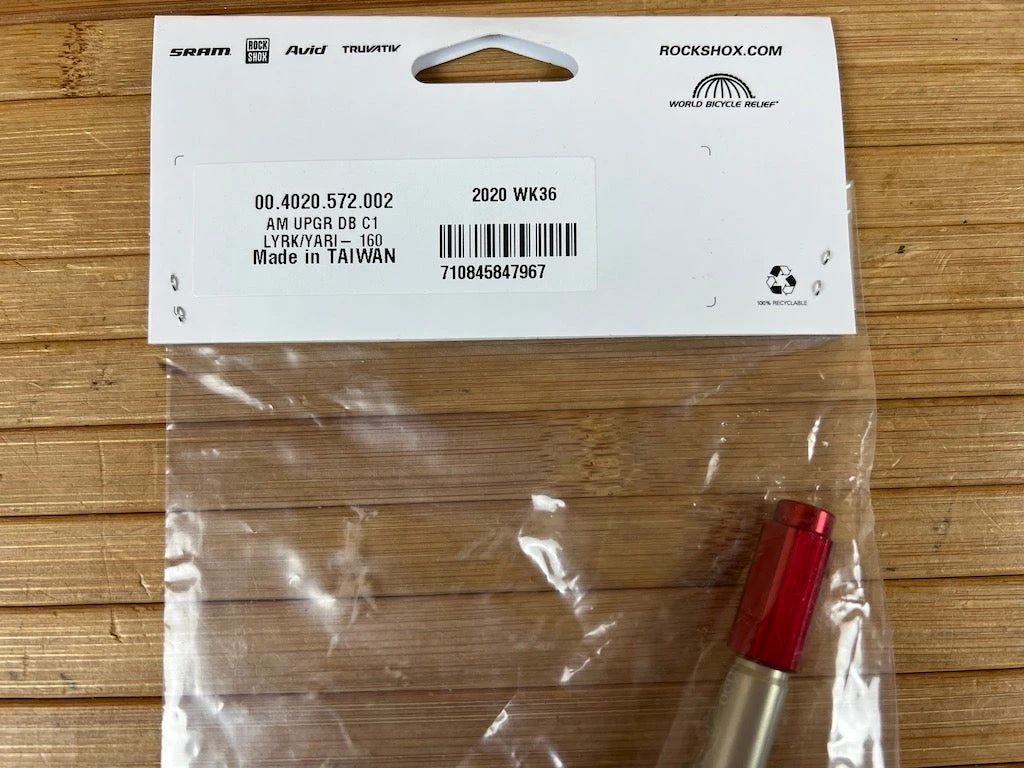 SRAM ROCK SHOX Avid TRUVATIV
ROCKSHOX.COM
WORLD BICYCLE RELIEF®
00.4020.572.002
AM UPGR DB C1
LYRK/YARI – 160
Made in TAIWAN
2020 WK36
710845847967
100% RECYCLABLE